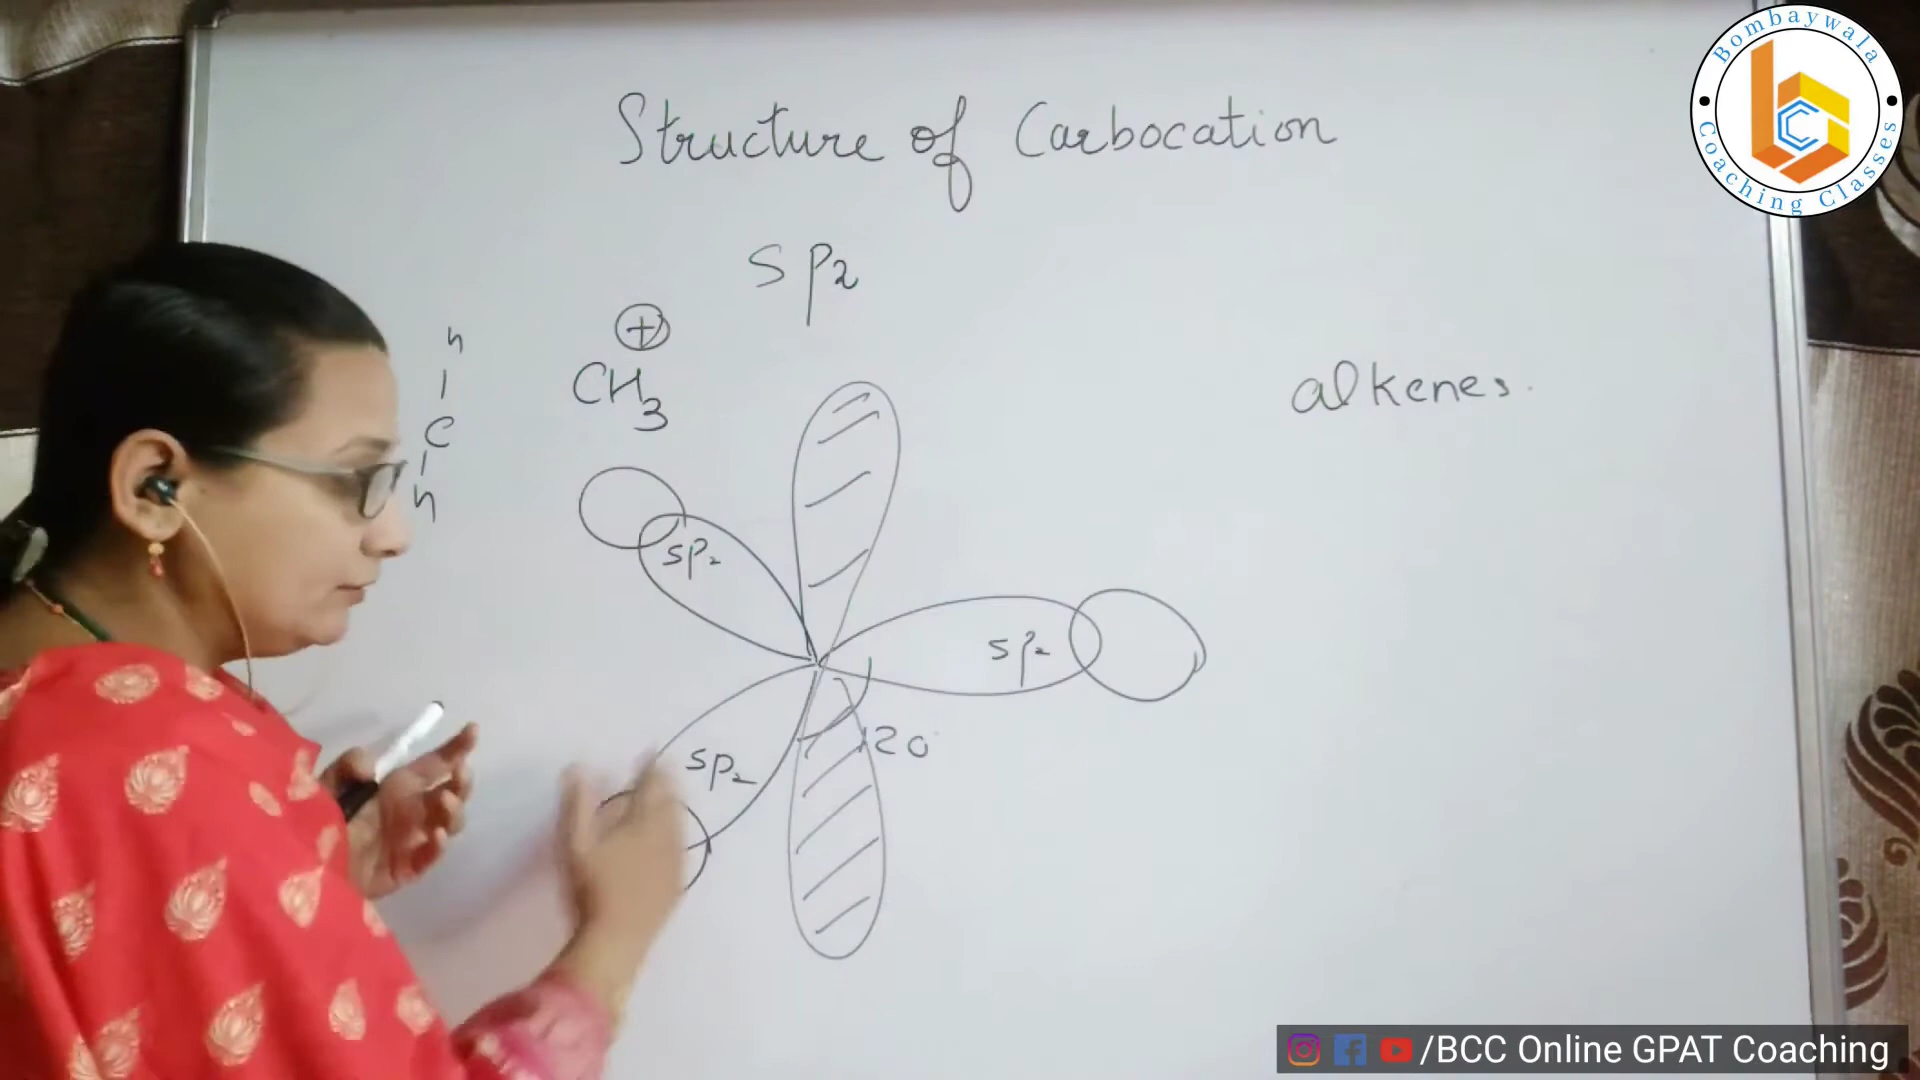 Bombaywala
Coaching Classes
Structure of Carbocation
sp2
h
C
h
+
CH3
alkenes.
sp2
sp2
sp2
120
/BCC Online GPAT Coaching